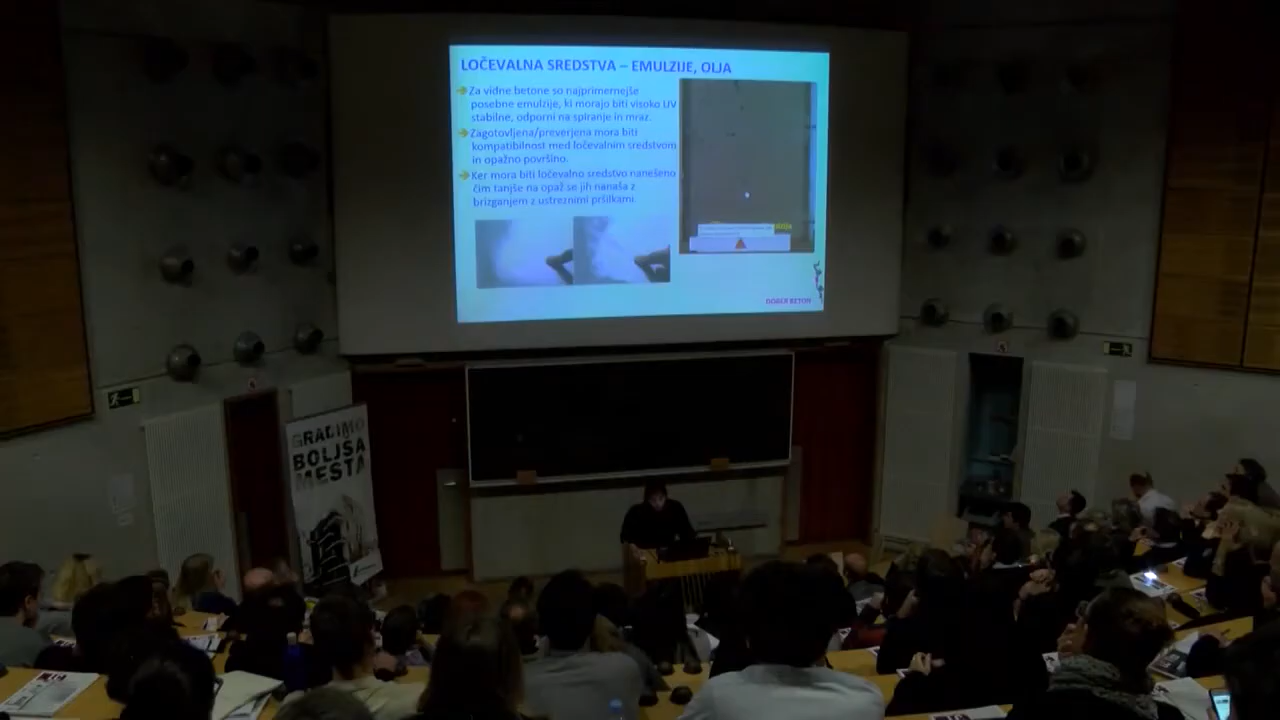 LOČEVALNA SREDSTVA – EMULZIJE, OLJA
Za vidne betone so najprimernejše
posebne emulzije, ki morajo biti visoko UV
stabilne, odporni na spiranje in mraz.
Zagotovljena/preverjena mora biti
kompatibilnost med ločevalnim sredstvom
in opažno površino.
Ker mora biti ločevalno sredstvo nanešeno
čim tanjše na opaž se jih nanaša z
brizganjem z ustreznimi pršilkami.
DOBER BETON
GRADIMO
BOLJŠA
MESTA